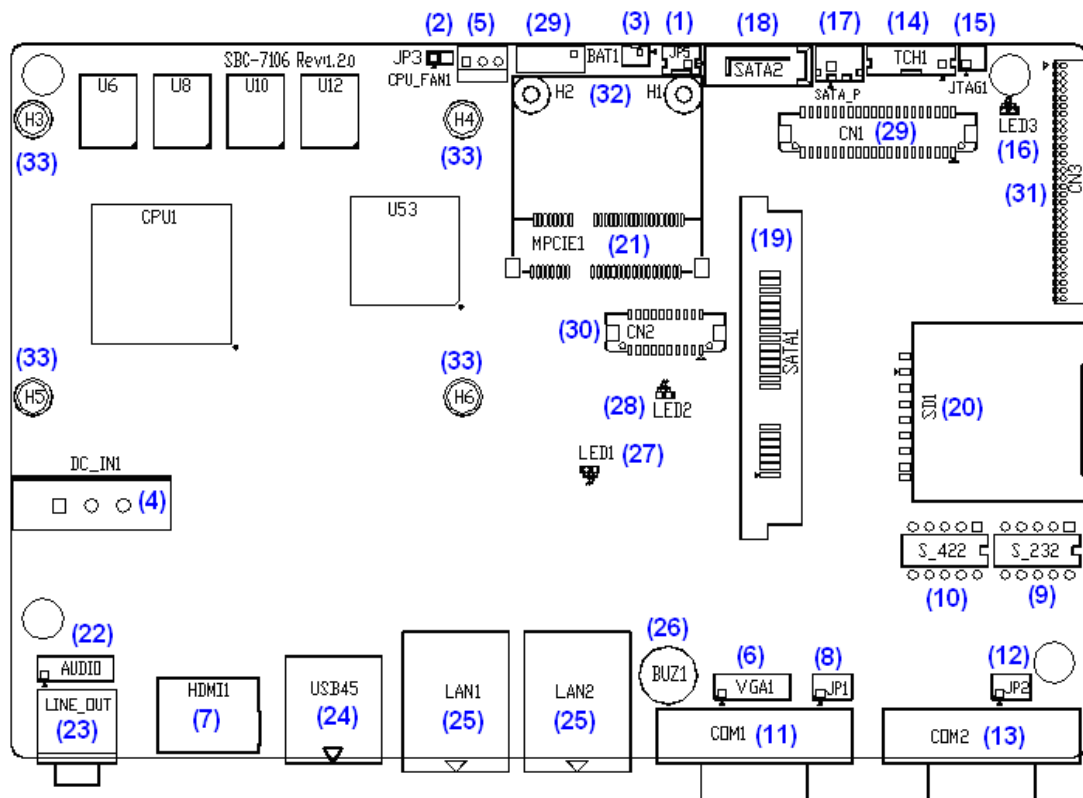 (2) (5) (29) (3) (1) (18) (17) (14) (15)
SBC-7106 Rev:1.2.0
JP3
CPU_FAN1
BAT1
JP5
SATA2
SATA_P
TCH1
JTAG1
U6 U8 U10 U12
H2 (32) H1
H3
(33)
H4
(33)
CN1 (29)
LED3
(16)
CN3
(31)
CPU1
U53
MPCIE1 (21)
(19)
SATA1
(30) CN2
(33)
H5
(33)
H6
(28) LED2
LED1 (27)
SD1 (20)
DC_IN1
(4)
S_422 S_232
(10) (9)
(22)
AUDIO
LINE_OUT
(23)
HDMI1
(7)
USB45
(24)
LAN1
(25)
LAN2
(25)
(26)
BUZ1
(6)
VGA1
(8)
JP1
(12)
JP2
COM1 (11)
COM2 (13)